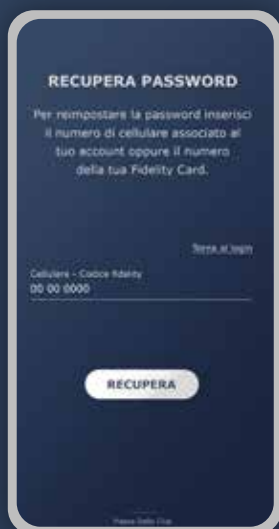 RECUPERA PASSWORD
Per reimpostare la password inserisci
il numero di cellulare associato al
tuo account oppure il numero
della tua Fidelity Card.
Torna al login
Cellulare - Codice fidelity
00 00 0000
RECUPERA